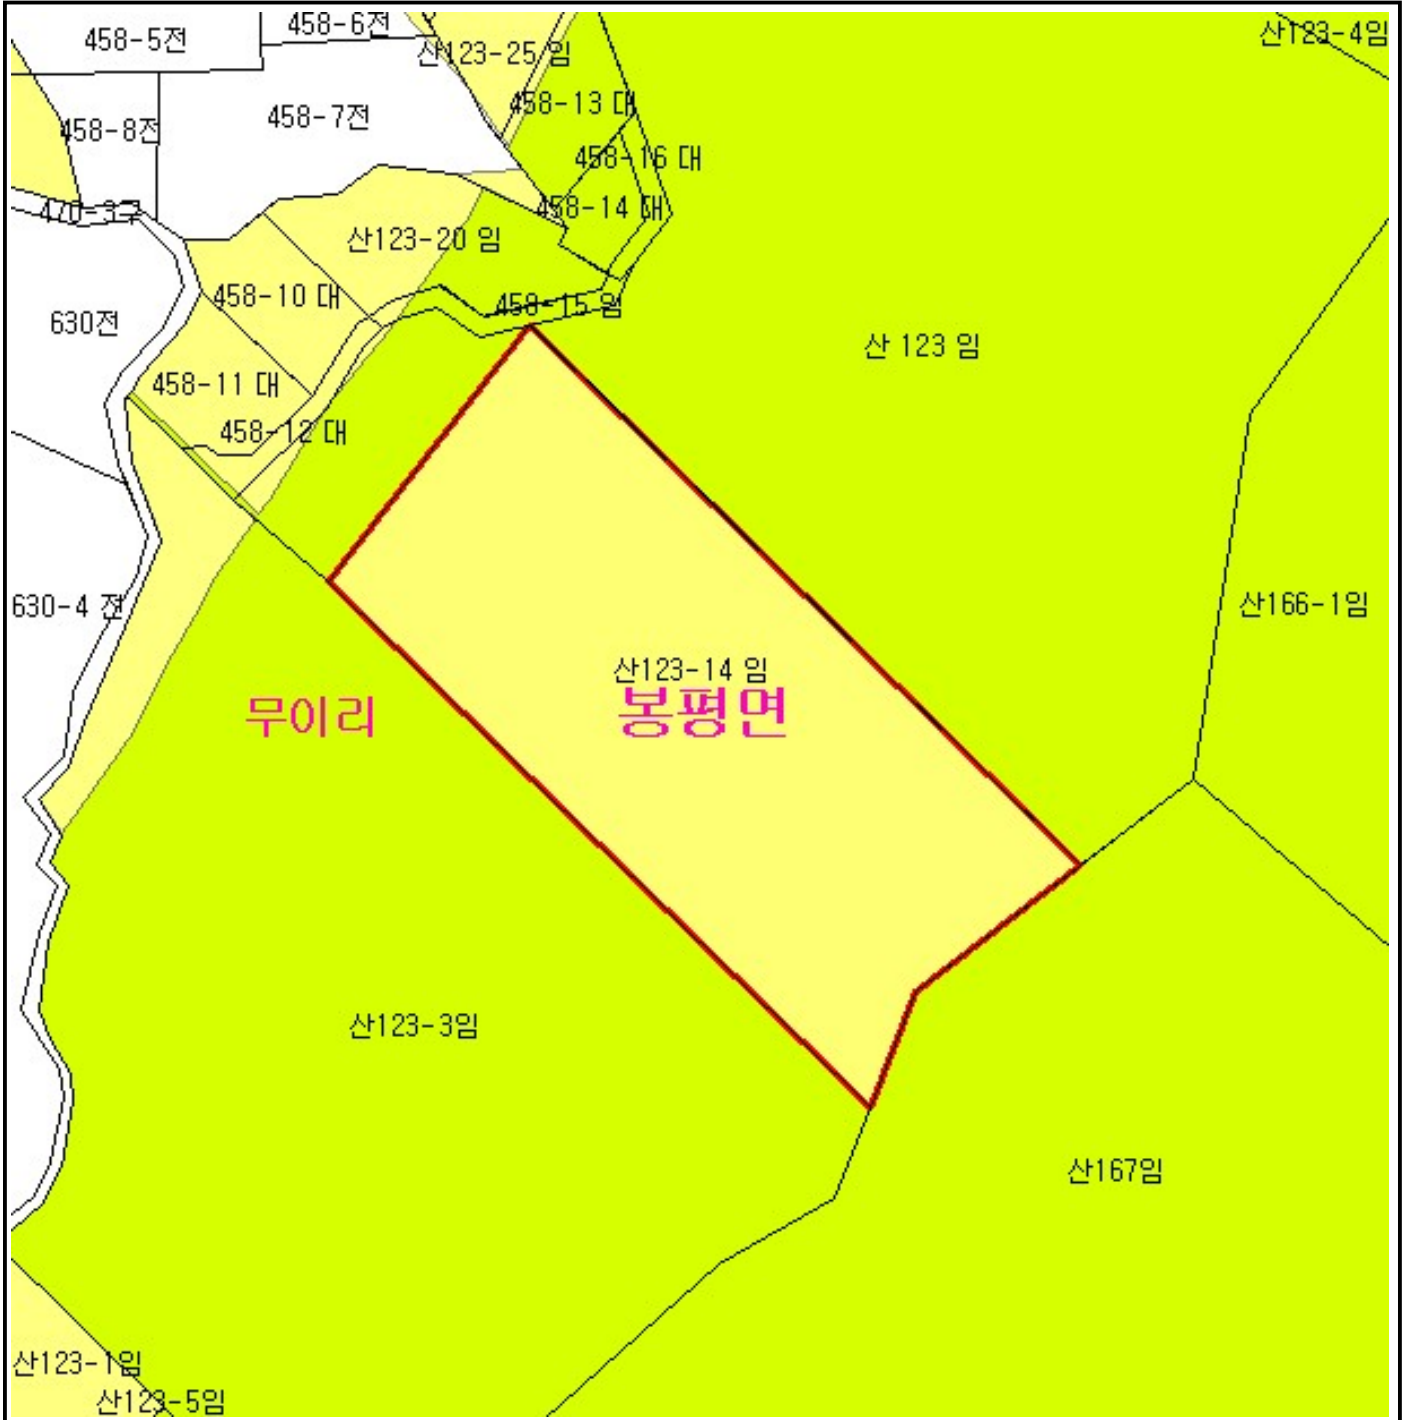 458-5전
458-6전
산123-25 임
산123-4임
458-8전
458-7전
458-13 대
458-16 대
458-14 대
산123-20 임
458-10 대
458-15 임
630전
산 123 임
458-11 대
458-12 대
630-4 전
산166-1임
산123-14 임
무이리
봉평면
산123-3임
산167임
산123-1임
산123-5임